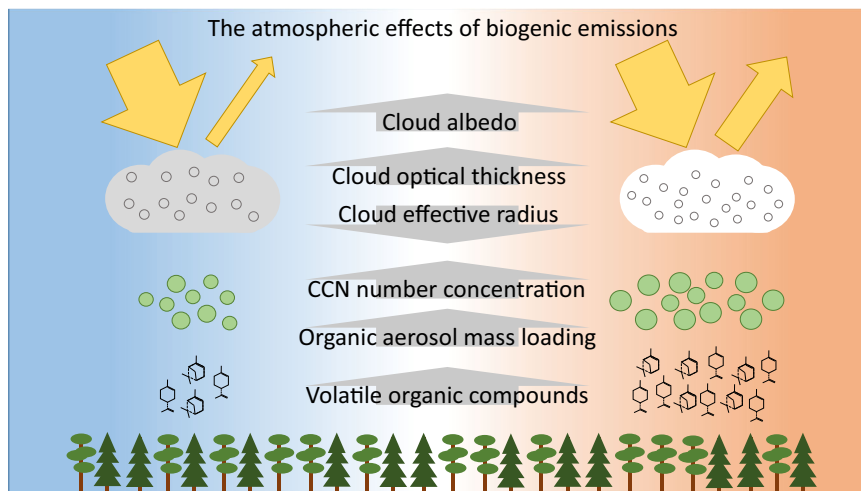 The atmospheric effects of biogenic emissions
Cloud albedo
Cloud optical thickness
Cloud effective radius
CCN number concentration
Organic aerosol mass loading
Volatile organic compounds